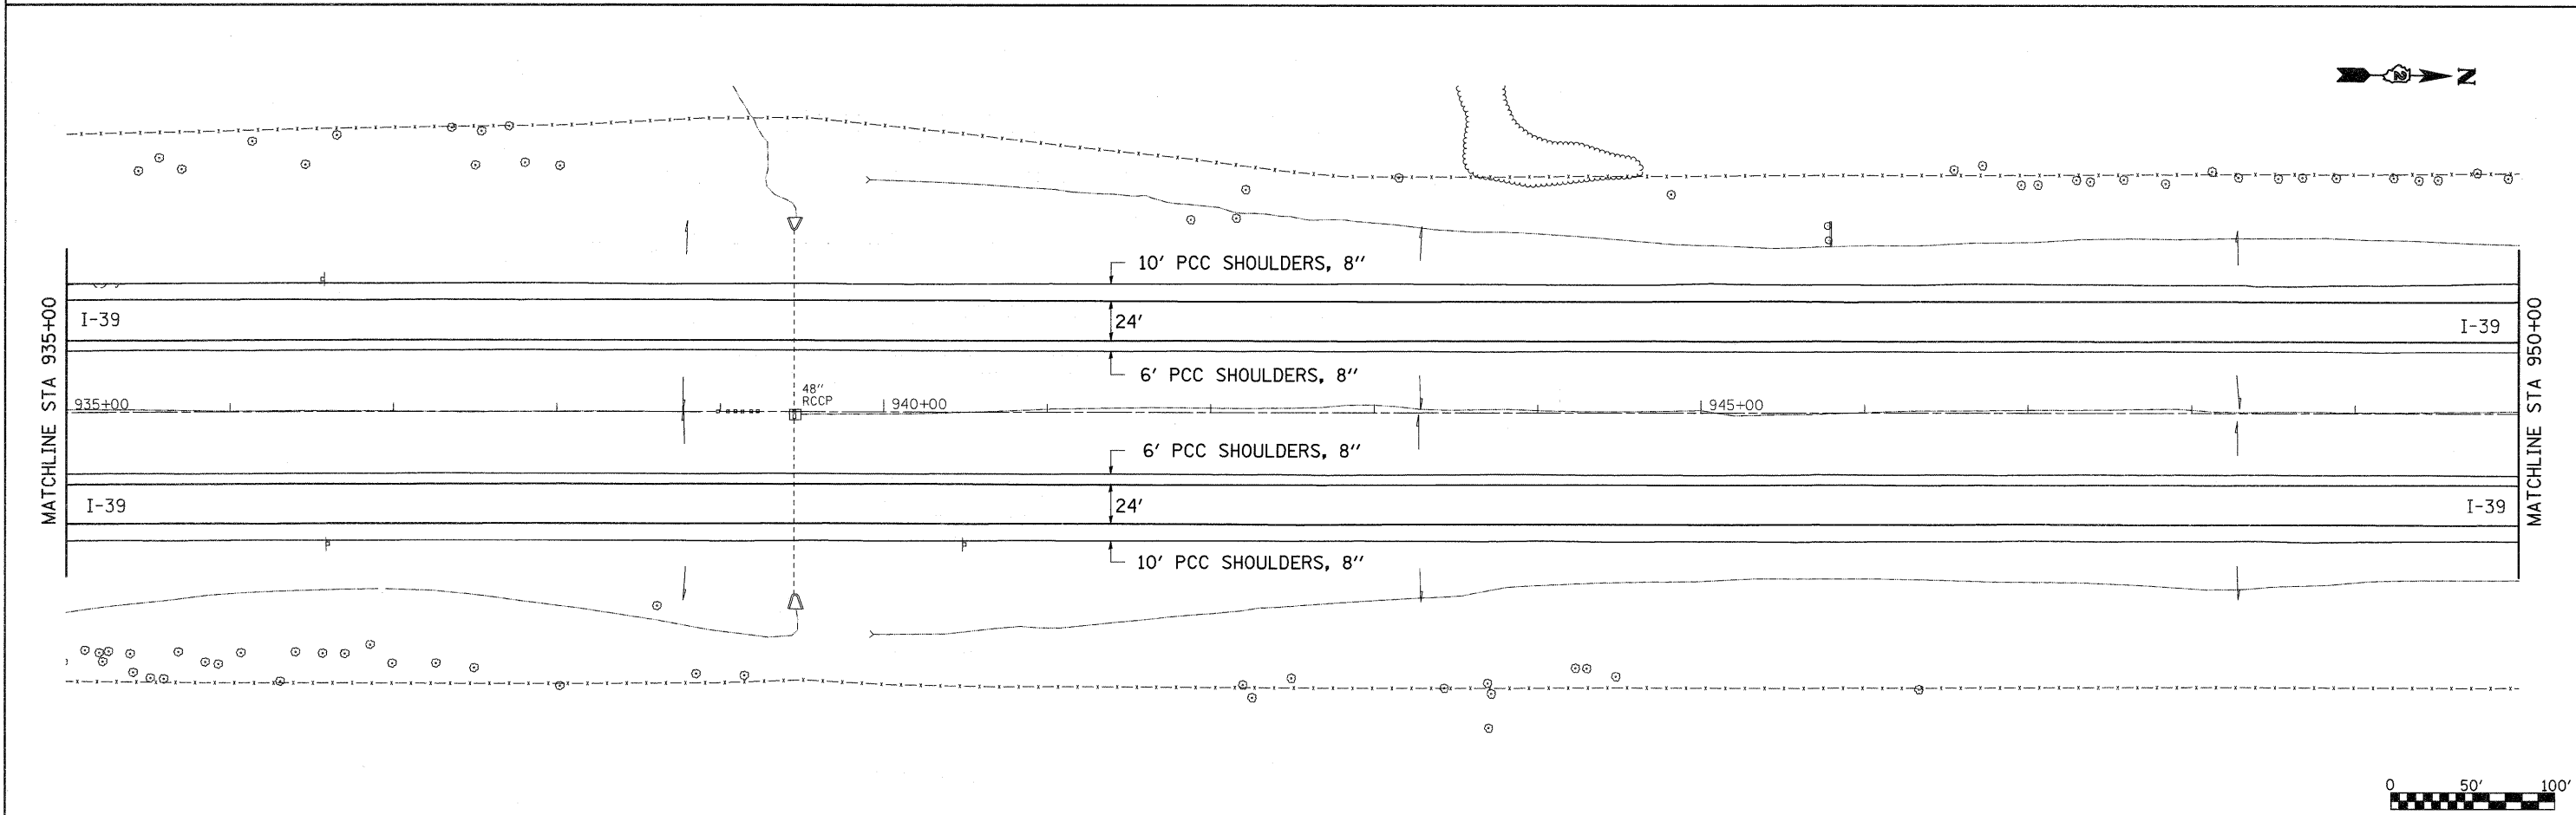 N
2
10' PCC SHOULDERS, 8"
I-39
24'
I-39
6' PCC SHOULDERS, 8"
MATCHLINE STA 935+00
MATCHLINE STA 950+00
48"
RCCP
935+00
940+00
945+00
6' PCC SHOULDERS, 8"
I-39
24'
I-39
10' PCC SHOULDERS, 8"
0 50' 100'